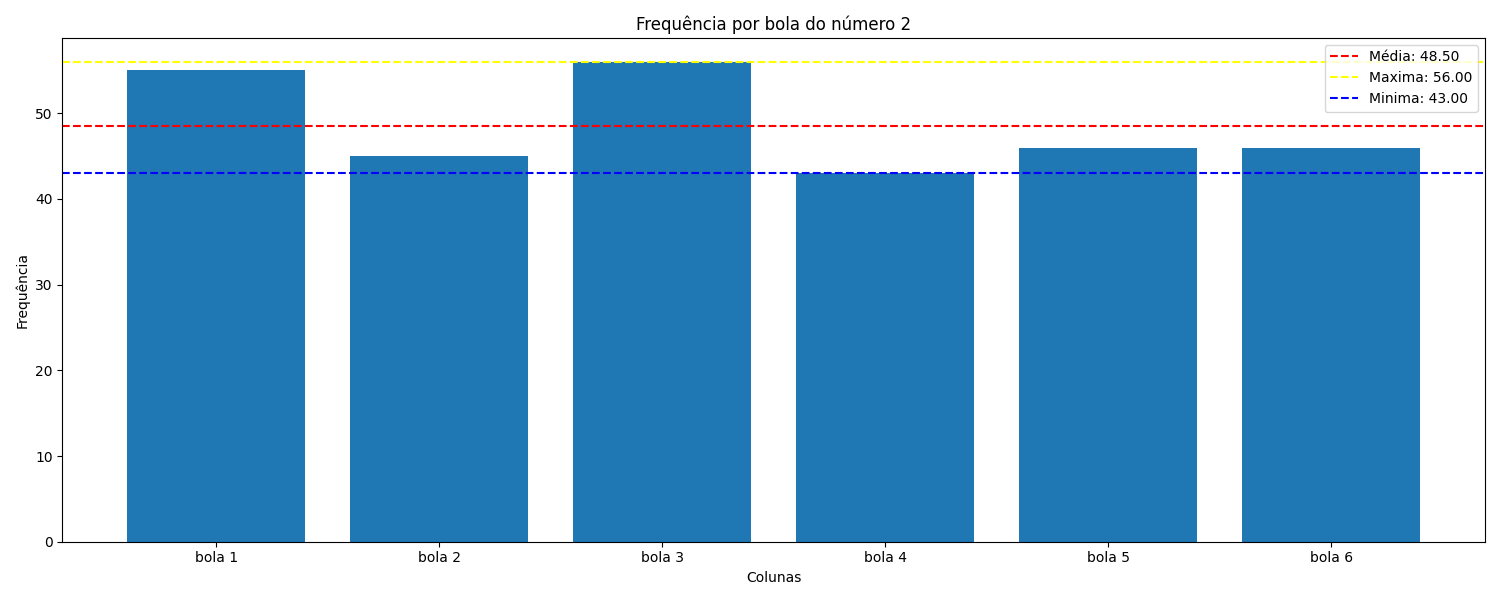 Frequência por bola do número 2
Média: 48.50
Maxima: 56.00
Minima: 43.00
Frequência
50
40
30
20
10
0
bola 1 bola 2 bola 3 bola 4 bola 5 bola 6
Colunas